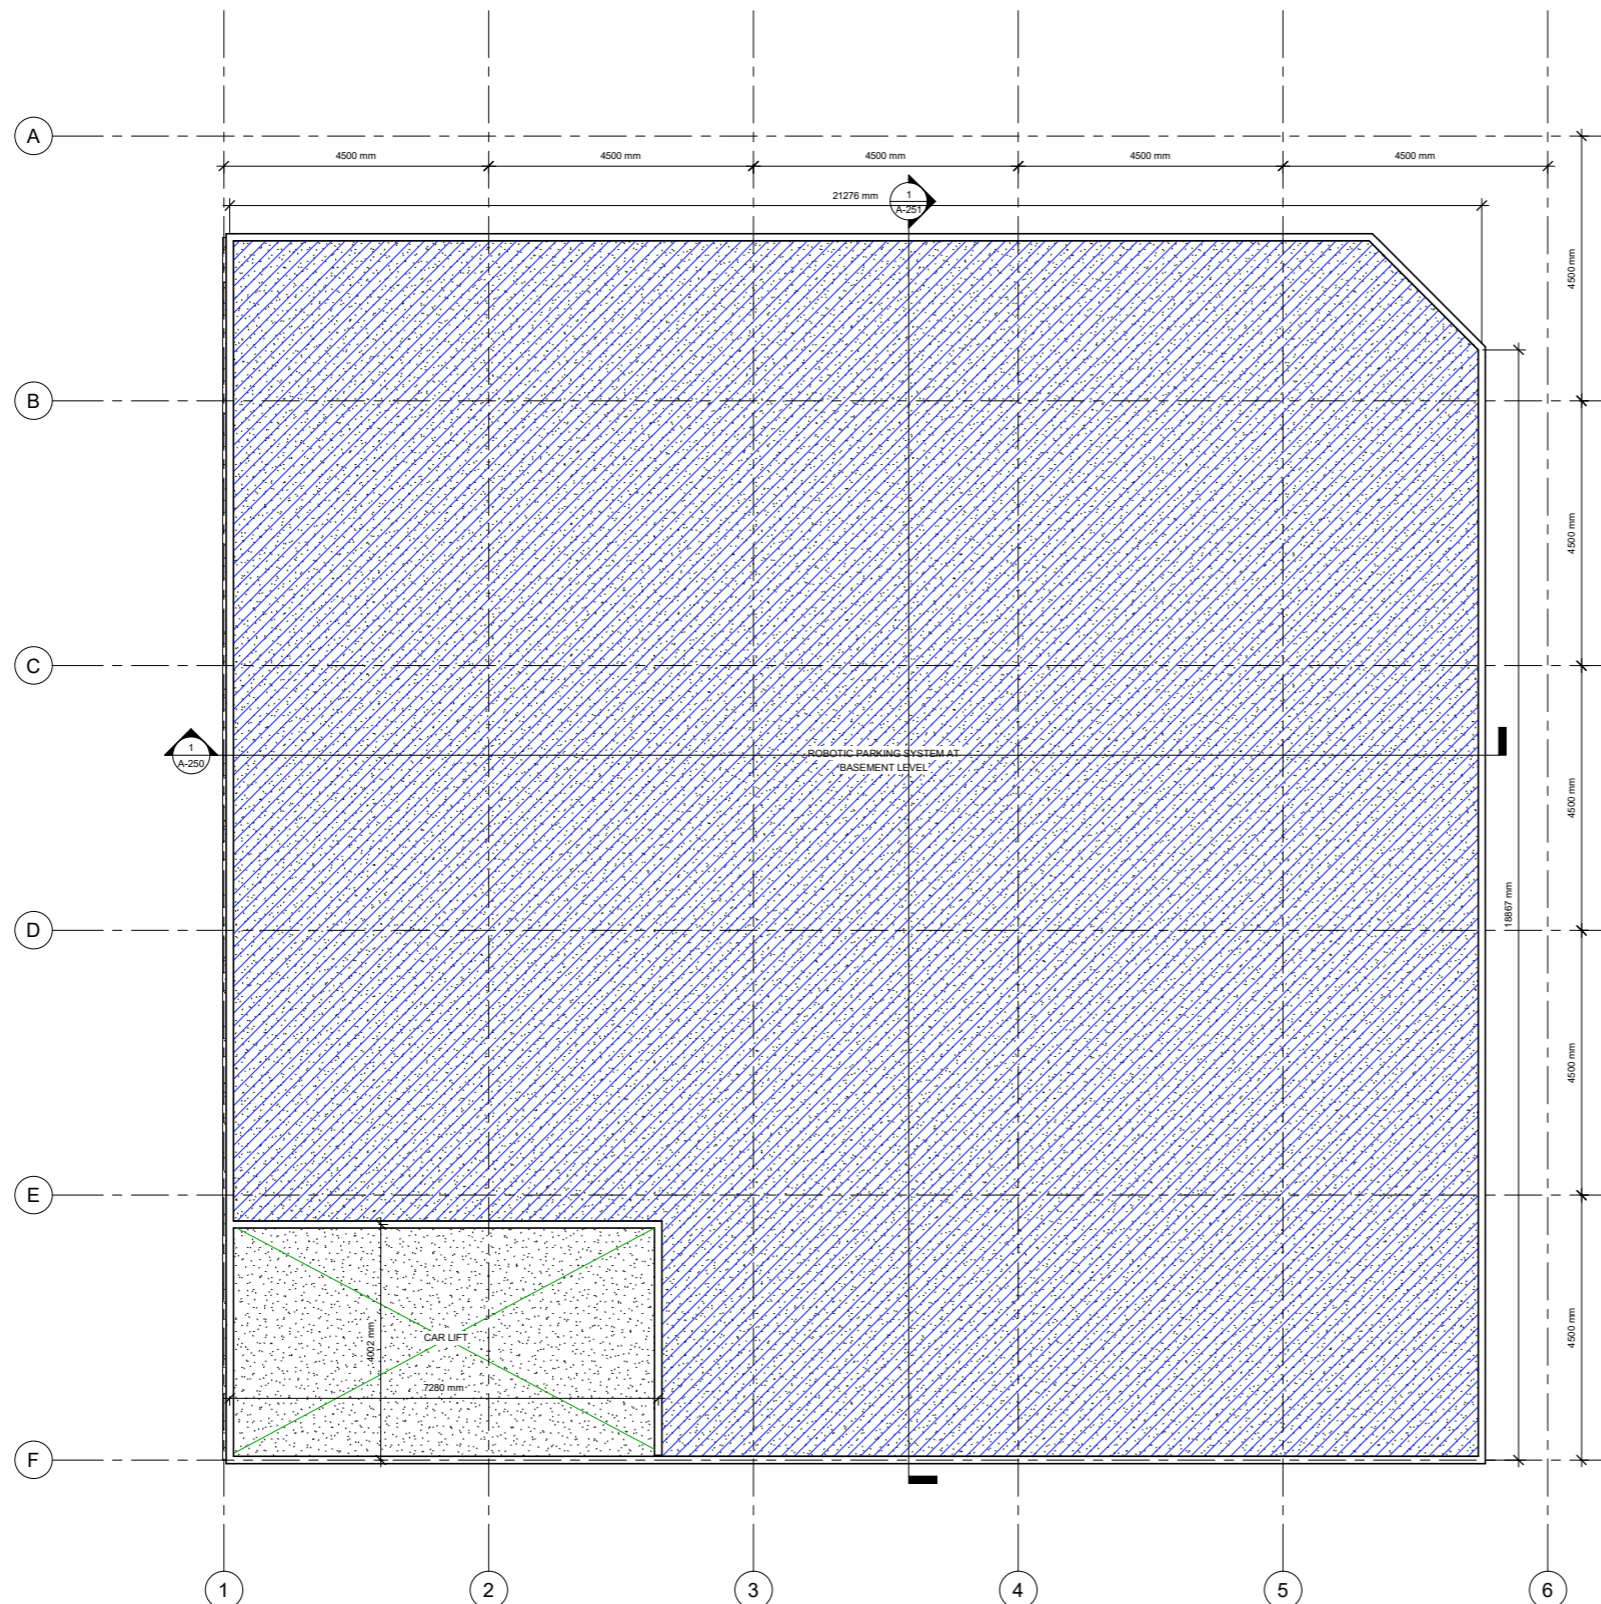 A
4500 mm
4500 mm
4500 mm
4500 mm
4500 mm
21276 mm
1
A-251
4500 mm
B
4500 mm
C
1
A-250
ROBOTIC PARKING SYSTEM AT
BASEMENT LEVEL
4500 mm
18867 mm
D
4500 mm
E
4002 mm
CAR LIFT
4500 mm
7280 mm
F
1
2
3
4
5
6